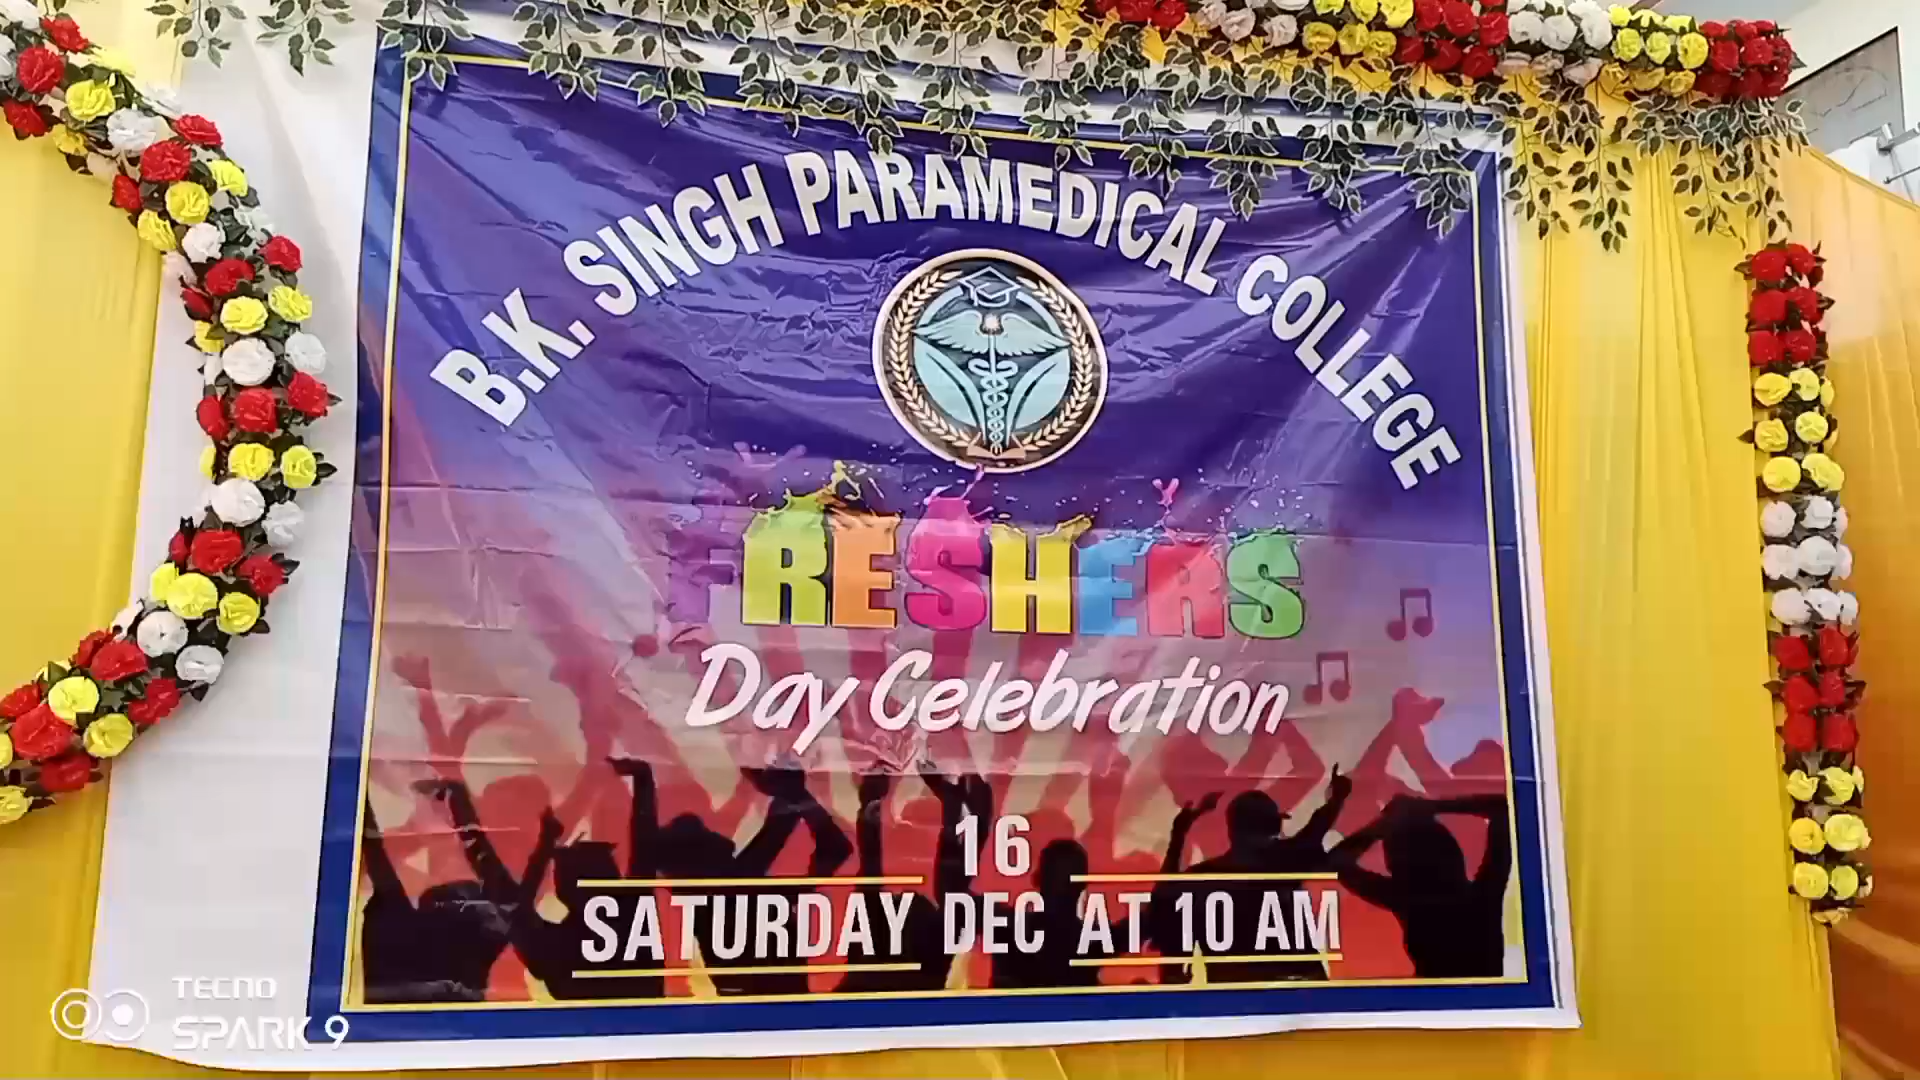 B.K. SINGH PARAMEDICAL COLLEGE
FRESHERS
Day Celebration
16
SATURDAY DEC AT 10 AM
TECNO
SPARK 9